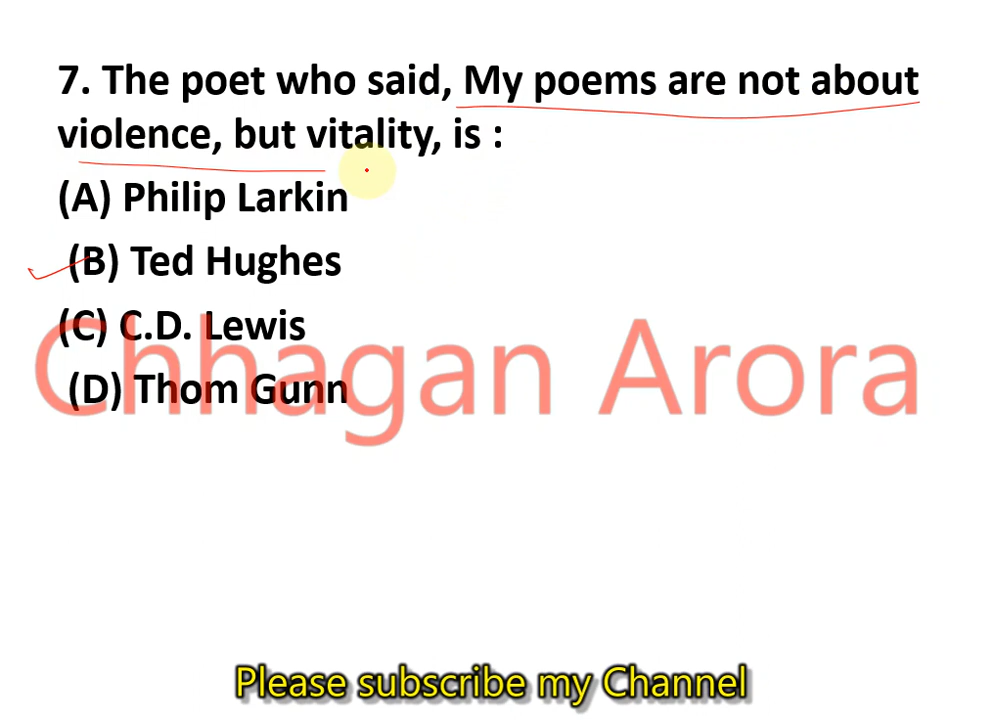 7. The poet who said, My poems are not about
violence, but vitality, is :
(A) Philip Larkin
(B) Ted Hughes
(C) C.D. Lewis
Chhagan Arora
(D) Thom Gunn
Please subscribe my Channel